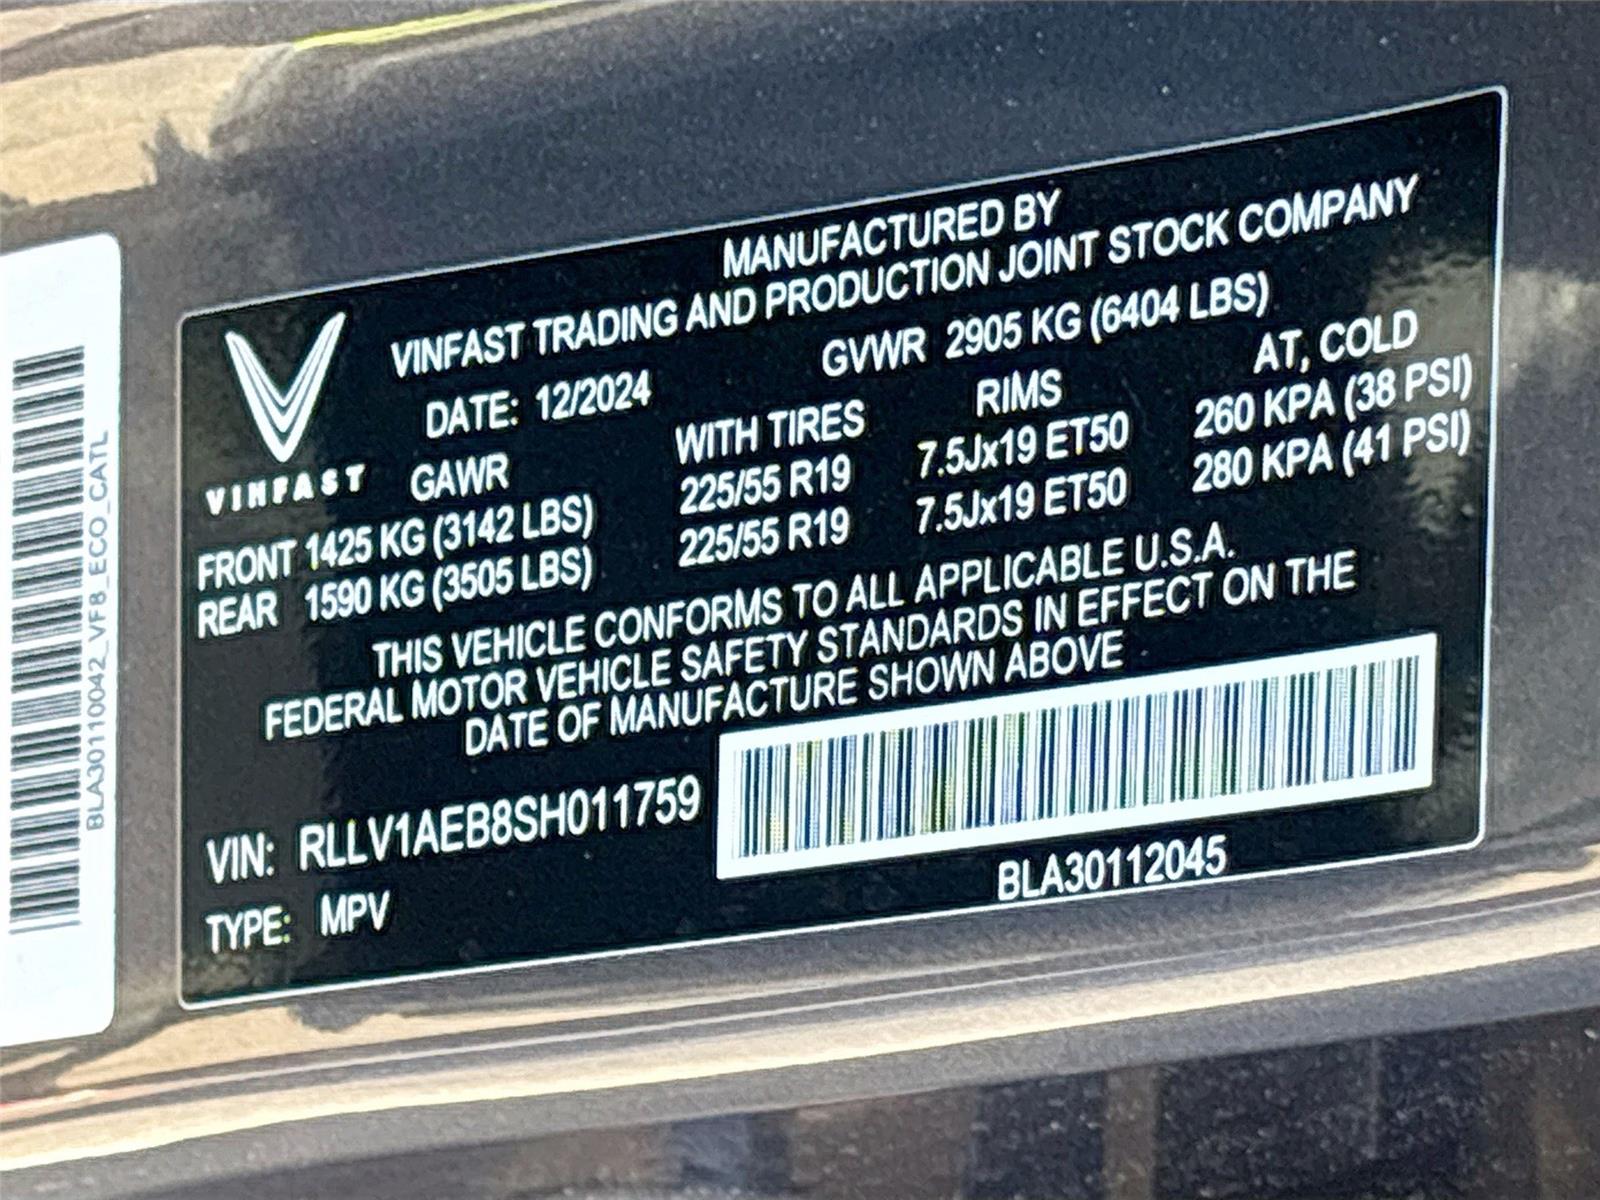 MANUFACTURED BY
VINFAST TRADING AND PRODUCTION JOINT STOCK COMPANY
DATE: 12/2024 GVWR 2905 KG (6404 LBS)
VINFAST
GAWR WITH TIRES RIMS AT, COLD
FRONT 1425 KG (3142 LBS) 225/55 R19 7.5Jx19 ET50 260 KPA (38 PSI)
REAR 1590 KG (3505 LBS) 225/55 R19 7.5Jx19 ET50 280 KPA (41 PSI)
THIS VEHICLE CONFORMS TO ALL APPLICABLE U.S.A.
FEDERAL MOTOR VEHICLE SAFETY STANDARDS IN EFFECT ON THE
DATE OF MANUFACTURE SHOWN ABOVE
VIN: RLLV1AEB8SH011759
TYPE: MPV
BLA30112045
BLA30110042_VF8_ECO_CATL